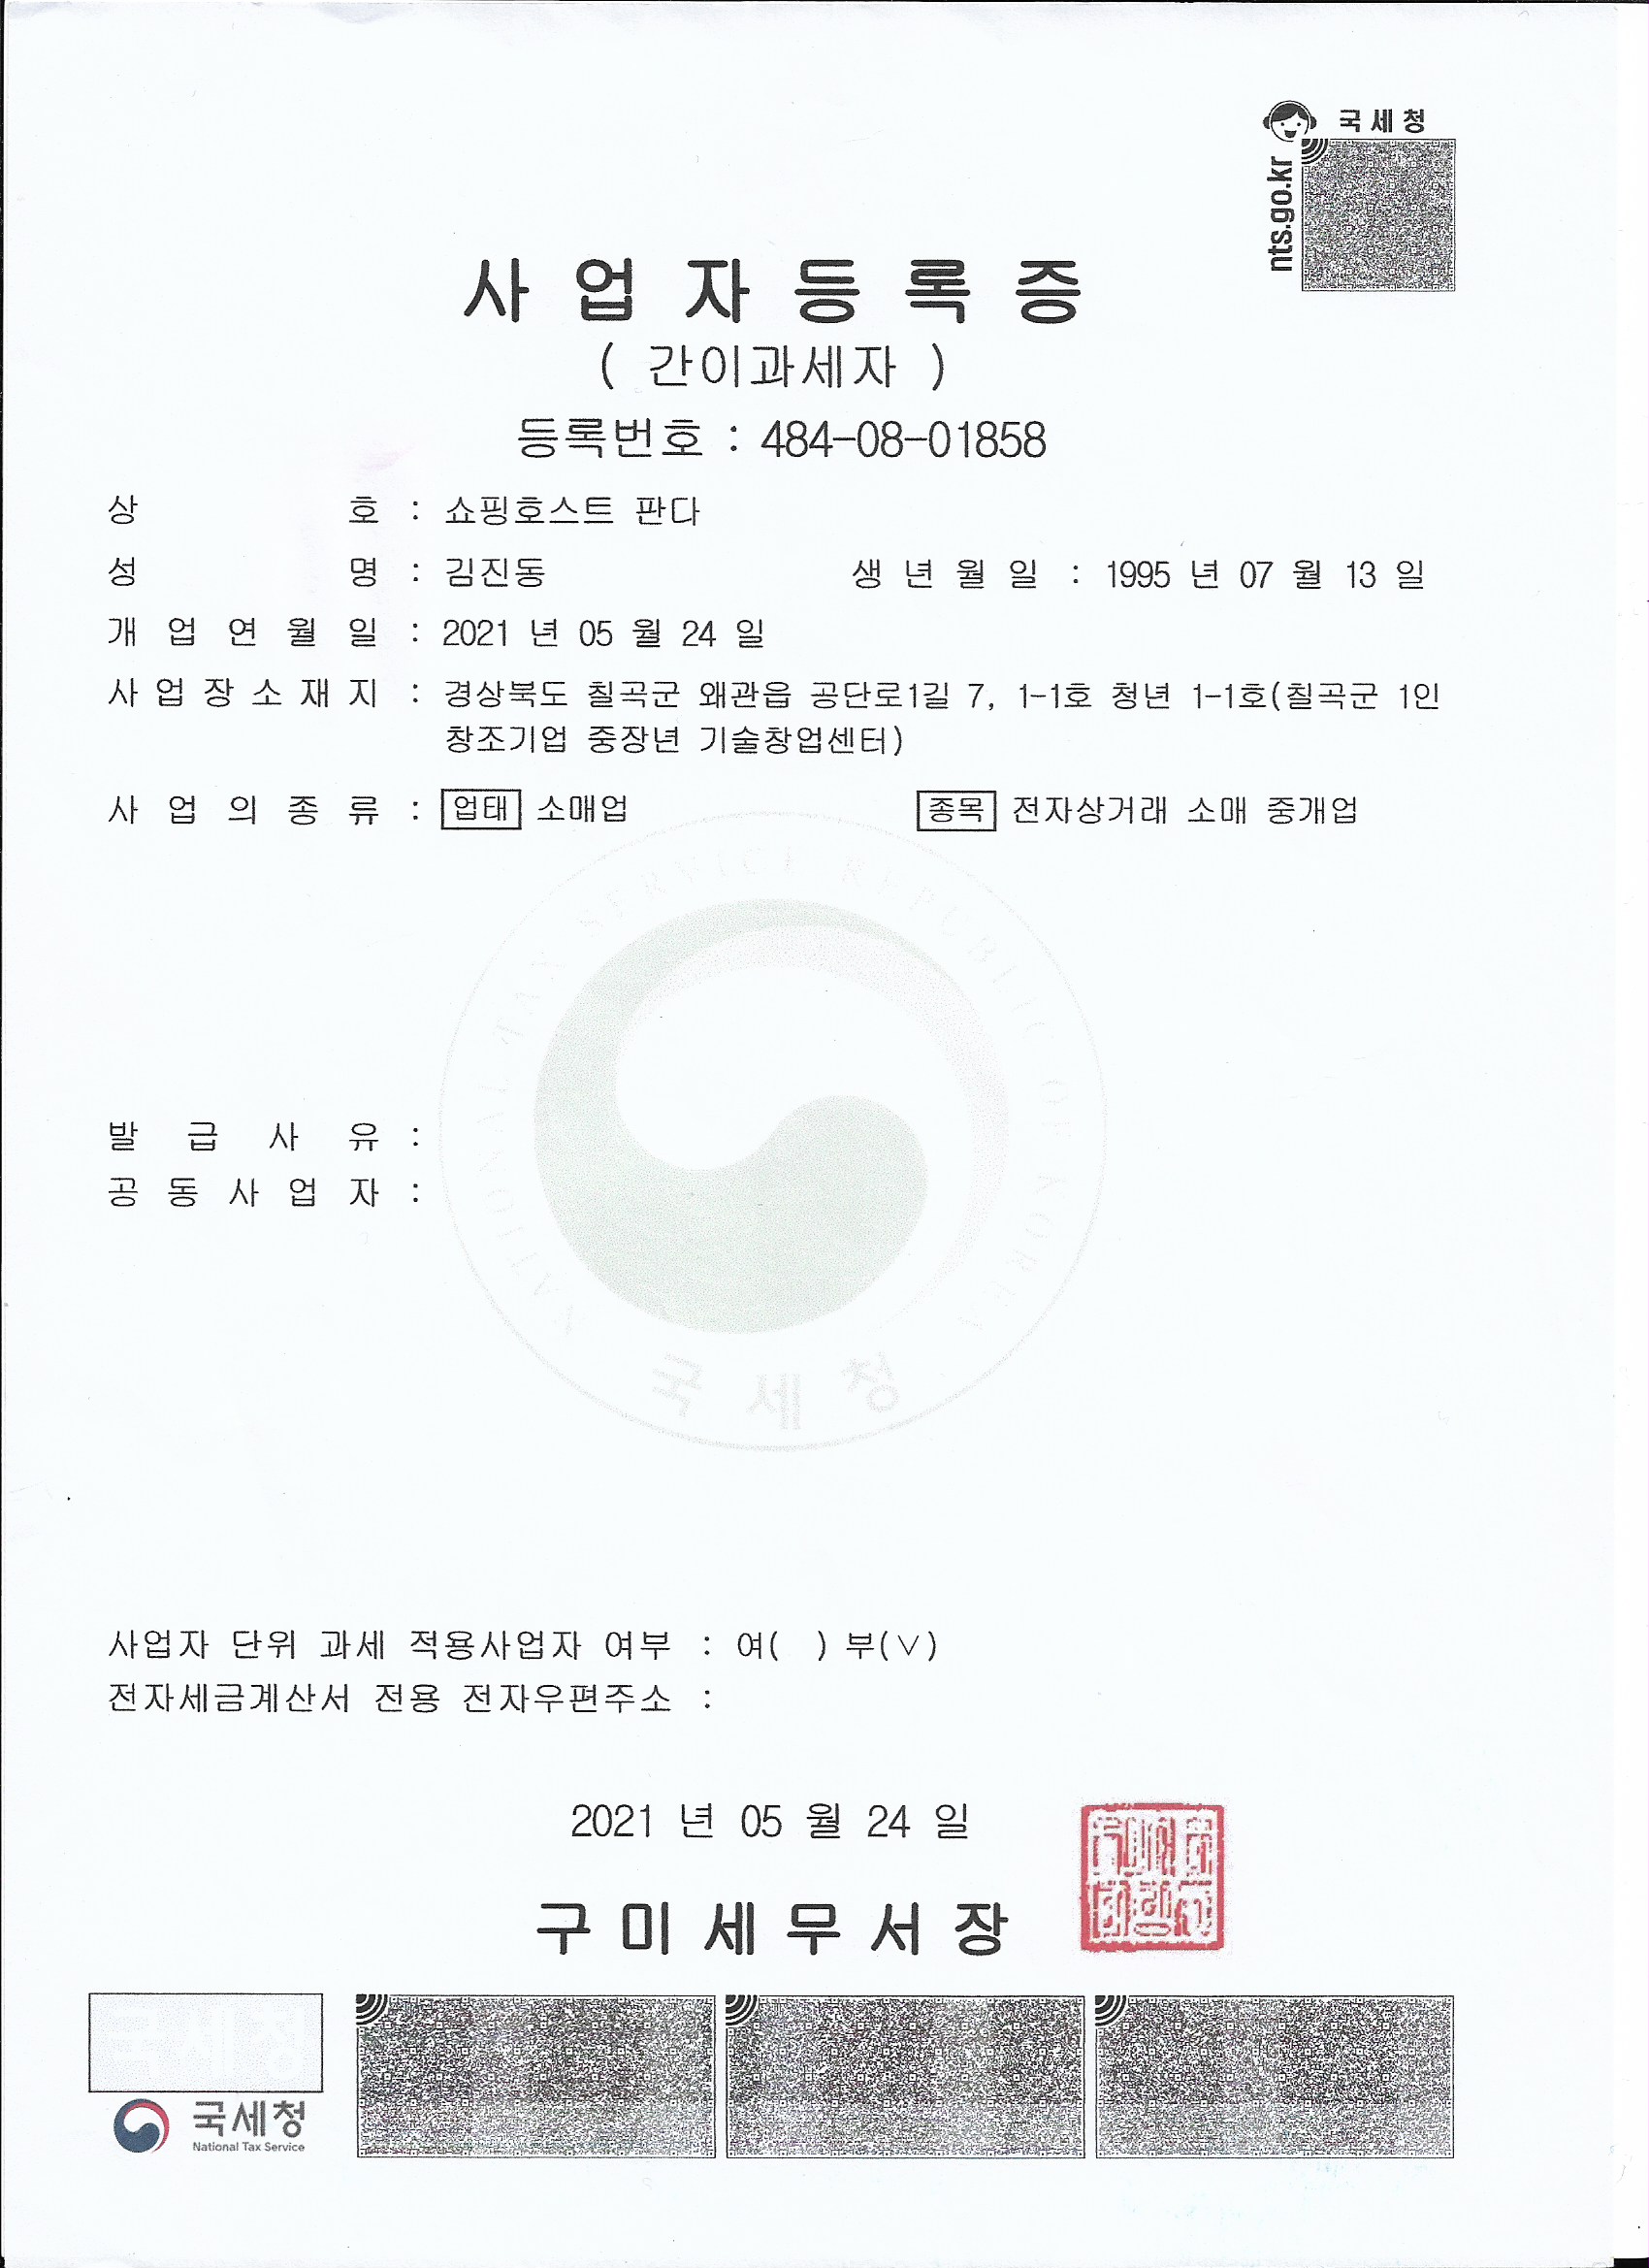 국세청
nts.go.kr
사업자등록증
( 간이과세자 )
등록번호 : 484-08-01858
상 호 : 쇼핑호스트 판다
성 명 : 김진동 생 년 월 일 : 1995 년 07 월 13 일
개 업 연 월 일 : 2021 년 05 월 24 일
사 업 장 소 재 지 : 경상북도 칠곡군 왜관읍 공단로1길 7, 1-1호 청년 1-1호(칠곡군 1인
창조기업 중장년 기술창업센터)
사 업 의 종 류 : 업태 소매업 종목 전자상거래 소매 중개업
NATIONAL TAX SERVICE REPUBLIC OF KOREA
발 급 사 유 :
공 동 사 업 자 :
국세청
사업자 단위 과세 적용사업자 여부 : 여( ) 부(∨)
전자세금계산서 전용 전자우편주소 :
2021 년 05 월 24 일
구미세무서장
국세청
국세청
National Tax Service